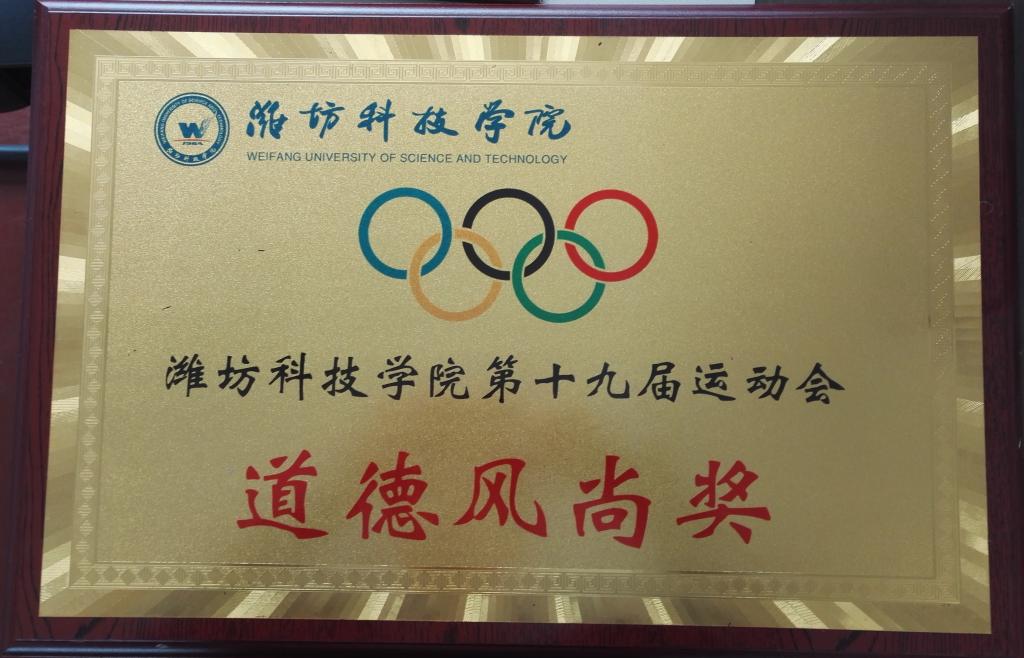 潍坊科技学院
WEIFANG UNIVERSITY OF SCIENCE AND TECHNOLOGY
潍坊科技学院第十九届运动会
道德风尚奖